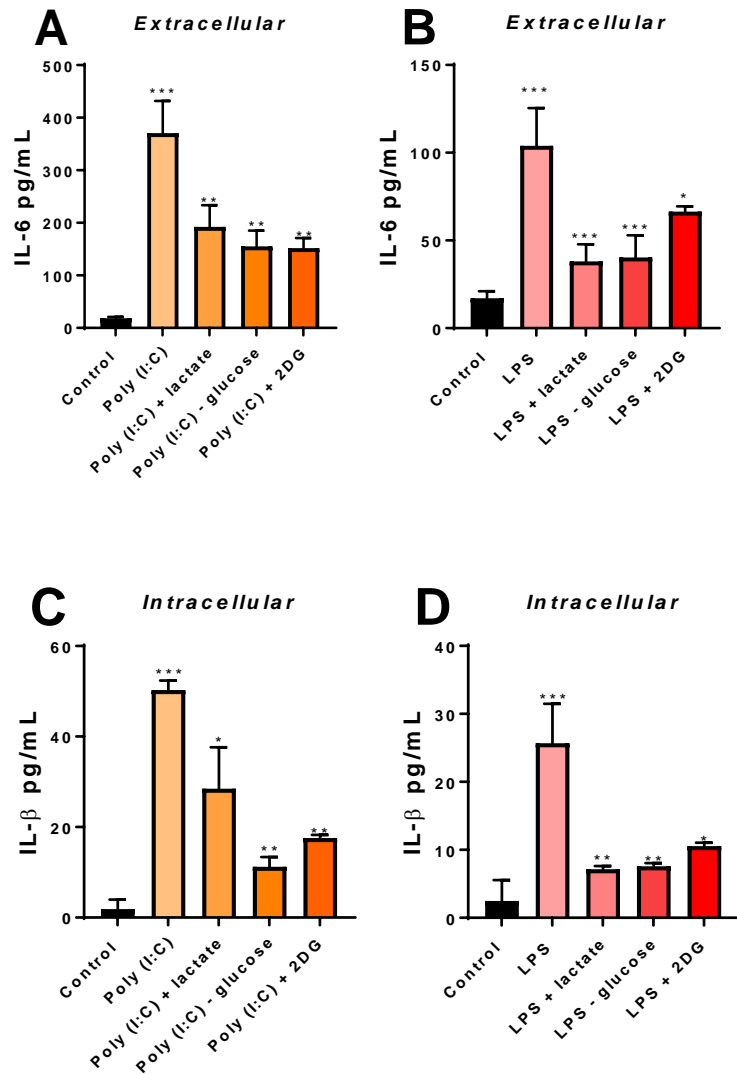 A
Extracellular
IL-6 pg/mL
500
400
300
200
100
0
***
**
**
**
Control
Poly (I:C)
Poly (I:C) + lactate
Poly (I:C) - glucose
Poly (I:C) + 2DG
B
Extracellular
IL-6 pg/mL
150
100
50
0
***
***
***
*
Control
LPS
LPS + lactate
LPS - glucose
LPS + 2DG
C
Intracellular
IL-β pg/mL
60
40
20
0
***
*
**
**
Control
Poly (I:C)
Poly (I:C) + lactate
Poly (I:C) - glucose
Poly (I:C) + 2DG
D
Intracellular
IL-β pg/mL
40
30
20
10
0
***
**
**
*
Control
LPS
LPS + lactate
LPS - glucose
LPS + 2DG